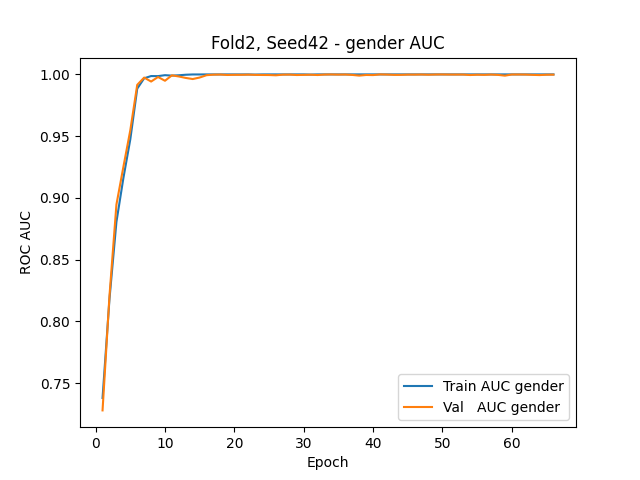 Fold2, Seed42 - gender AUC
1.00
0.95
0.90
0.85
0.80
0.75
ROC AUC
Train AUC gender
Val   AUC gender
0 10 20 30 40 50 60
Epoch